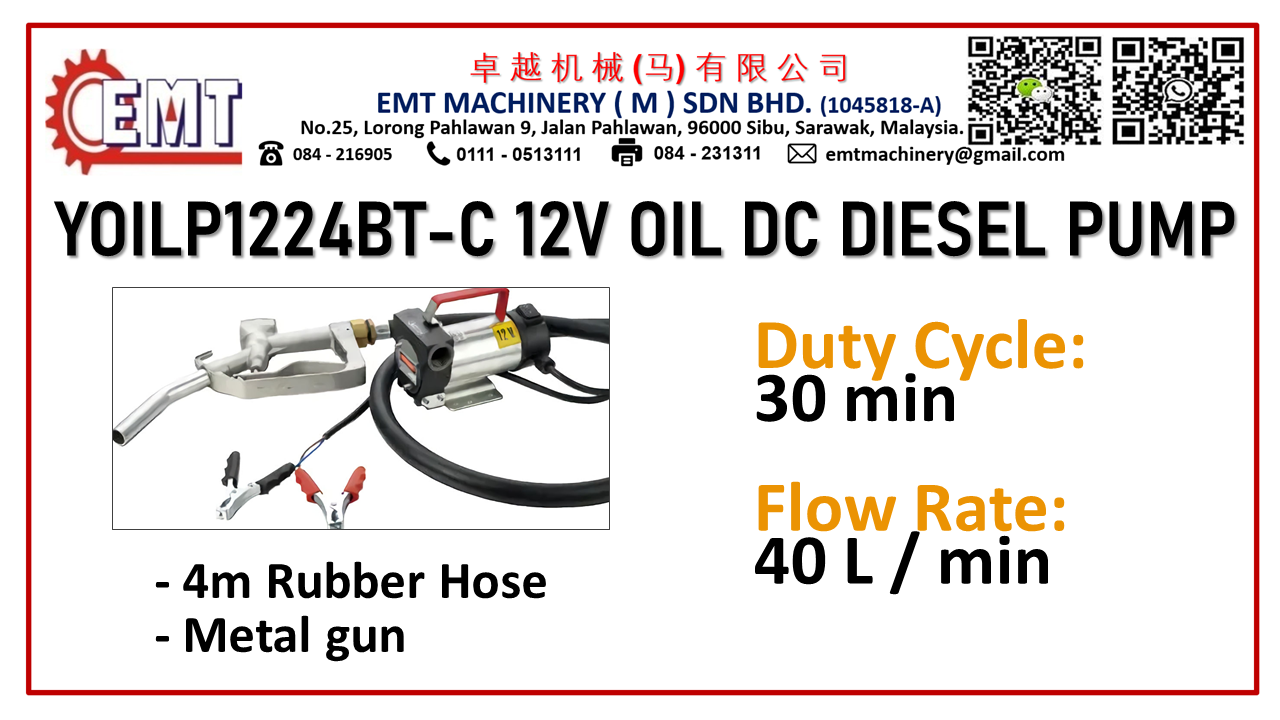 EMT
卓越机械(马)有限公司
EMT MACHINERY ( M ) SDN BHD. (1045818-A)
No.25, Lorong Pahlawan 9, Jalan Pahlawan, 96000 Sibu, Sarawak, Malaysia.
084 - 216905 0111 - 0513111 084 - 231311 emtmachinery@gmail.com
YOILP1224BT-C 12V OIL DC DIESEL PUMP
12 V
Duty Cycle:
30 min
Flow Rate:
40 L / min
- 4m Rubber Hose
- Metal gun